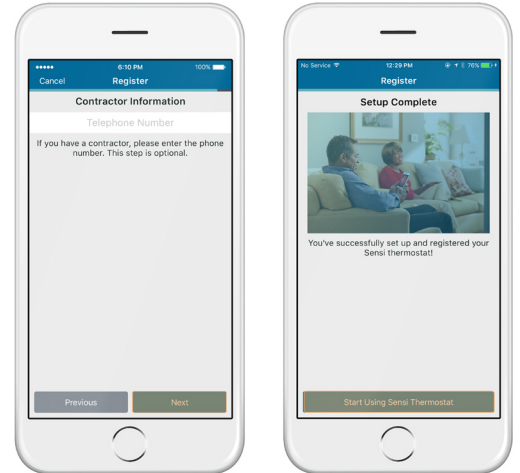 6:10 PM
100%
Cancel
Register
Contractor Information
Telephone Number
If you have a contractor, please enter the phone
number. This step is optional.
Previous
Next
No Service
12:29 PM
76%
Register
Setup Complete
You've successfully set up and registered your
Sensi thermostat!
Start Using Sensi Thermostat